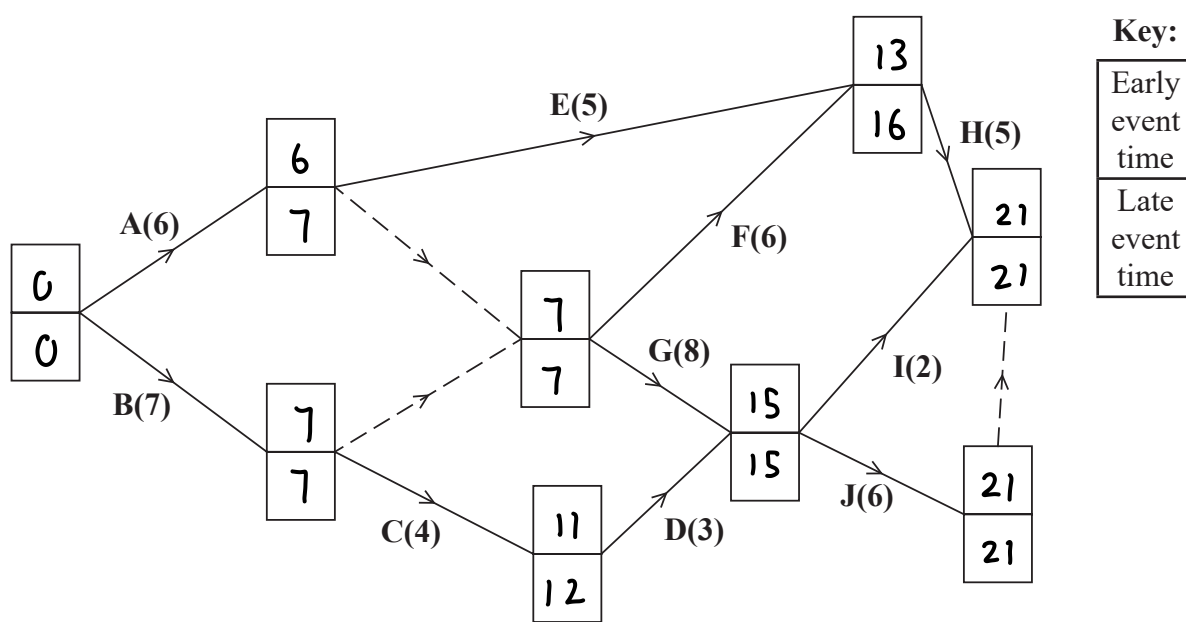 13
16
Key:
Early
event
time
Late
event
time
E(5)
H(5)
6
7
A(6)
21
21
F(6)
0
0
7
7
G(8)
I(2)
B(7)
7
7
15
15
J(6)
C(4)
11
12
D(3)
21
21